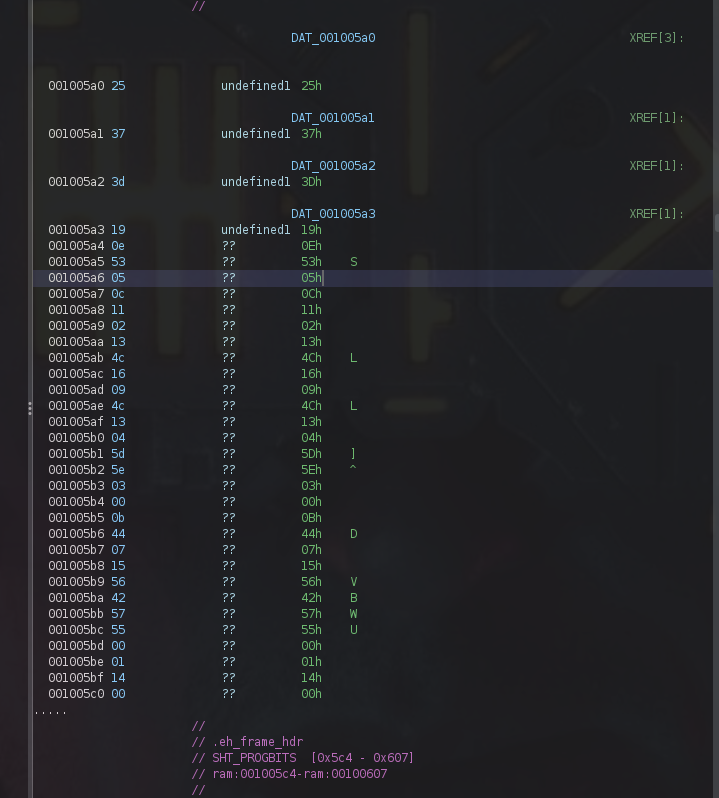 //
DAT_001005a0 XREF[3]:
001005a0 25 undefined1 25h
DAT_001005a1 XREF[1]:
001005a1 37 undefined1 37h
DAT_001005a2 XREF[1]:
001005a2 3d undefined1 3Dh
DAT_001005a3 XREF[1]:
001005a3 19 undefined1 19h
001005a4 0e ?? 0Eh
001005a5 53 ?? 53h S
001005a6 05 ?? 05h
001005a7 0c ?? 0Ch
001005a8 11 ?? 11h
001005a9 02 ?? 02h
001005aa 13 ?? 13h
001005ab 4c ?? 4Ch L
001005ac 16 ?? 16h
001005ad 09 ?? 09h
001005ae 4c ?? 4Ch L
001005af 13 ?? 13h
001005b0 04 ?? 04h
001005b1 5d ?? 5Dh ]
001005b2 5e ?? 5Eh ^
001005b3 03 ?? 03h
001005b4 00 ?? 00h
001005b5 0b ?? 0Bh
001005b6 44 ?? 44h D
001005b7 07 ?? 07h
001005b8 15 ?? 15h
001005b9 56 ?? 56h V
001005ba 42 ?? 42h B
001005bb 57 ?? 57h W
001005bc 55 ?? 55h U
001005bd 00 ?? 00h
001005be 01 ?? 01h
001005bf 14 ?? 14h
001005c0 00 ?? 00h
.....
//
// .eh_frame_hdr
// SHT_PROGBITS [0x5c4 - 0x607]
// ram:001005c4-ram:00100607
//